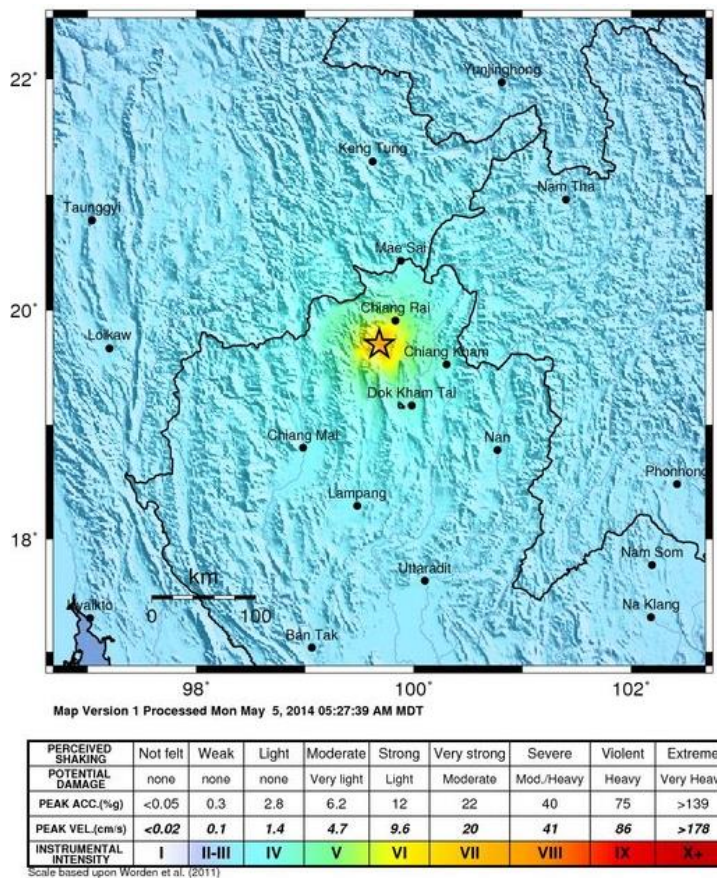 22°
Yunjinghong
Keng Tung
Nam Tha
Taunggyi
Mae Sai
20°
Chiang Rai
Loikaw
Chiang Kham
Dok Kham Tai
Chiang Mai
Nan
Phonhong
Lampang
18°
Nam Som
km
Uttaradit
0 100
Kyaikto
Na Klang
Ban Tak
98° 100° 102°
Map Version 1 Processed Mon May 5, 2014 05:27:39 AM MDT
PERCEIVED SHAKING Not felt Weak Light Moderate Strong Very strong Severe Violent Extreme
POTENTIAL DAMAGE none none none Very light Light Moderate Mod./Heavy Heavy Very Heav
PEAK ACC.(%g) <0.05 0.3 2.8 6.2 12 22 40 75 >139
PEAK VEL.(cm/s) <0.02 0.1 1.4 4.7 9.6 20 41 86 >178
INSTRUMENTAL INTENSITY I II-III IV V VI VII VIII IX X+
Scale based upon Worden et al. (2011)